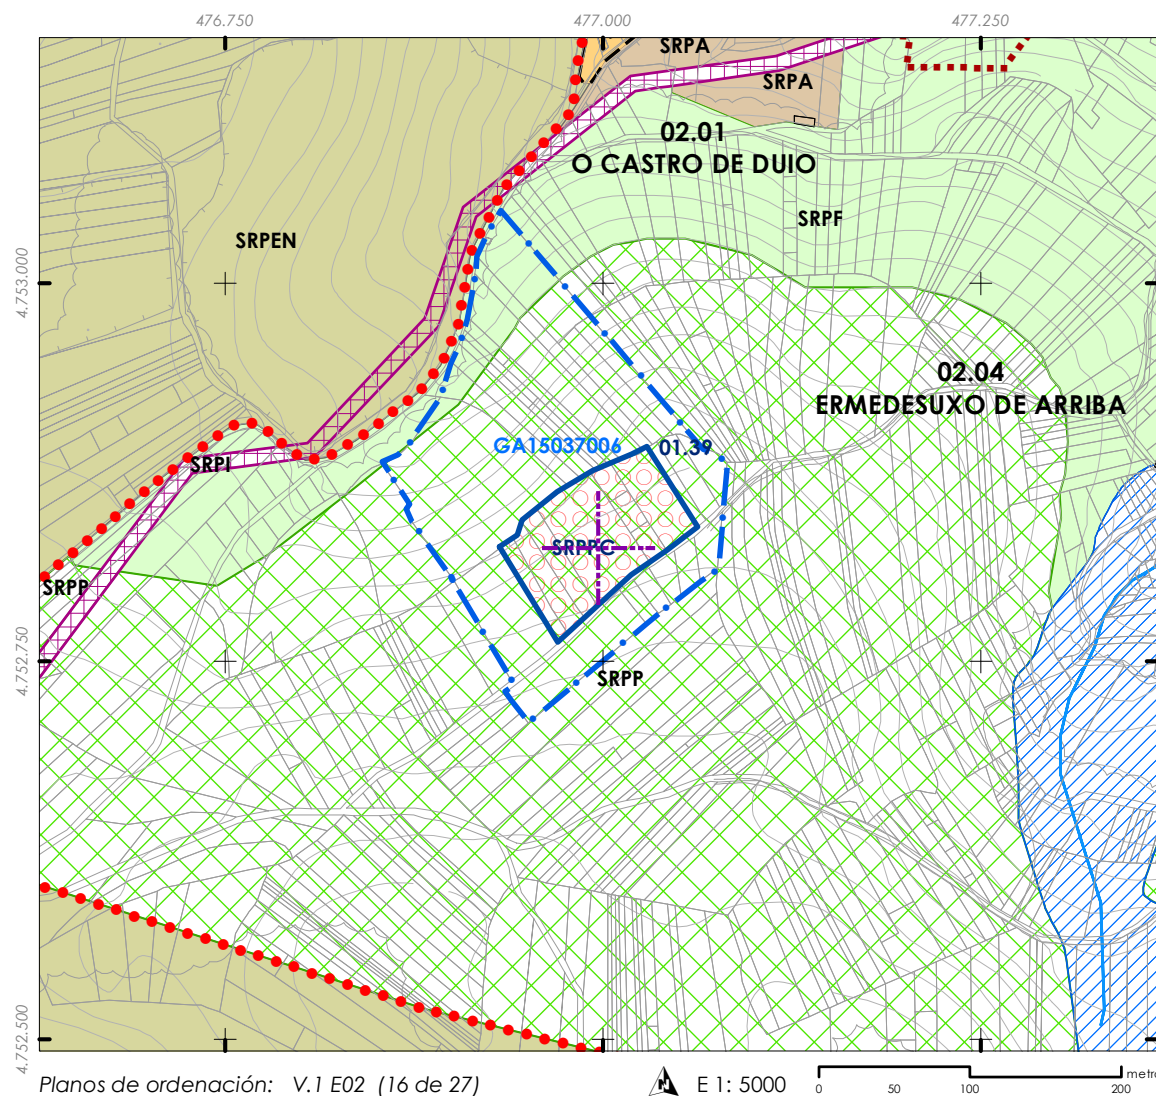 476.750 477.000 477.250
SRPA
SRPA
02.01
O CASTRO DE DUIO
SRPF
SRPEN
4.753.000
02.04
ERMEDESUXO DE ARRIBA
GA15037006 01.39
SRPI
SRPPC
SRPP
4.752.750
SRPP
4.752.500
Planos de ordenación: V.1 E02 (16 de 27)
N E 1: 5000
metro
0 50 100 200